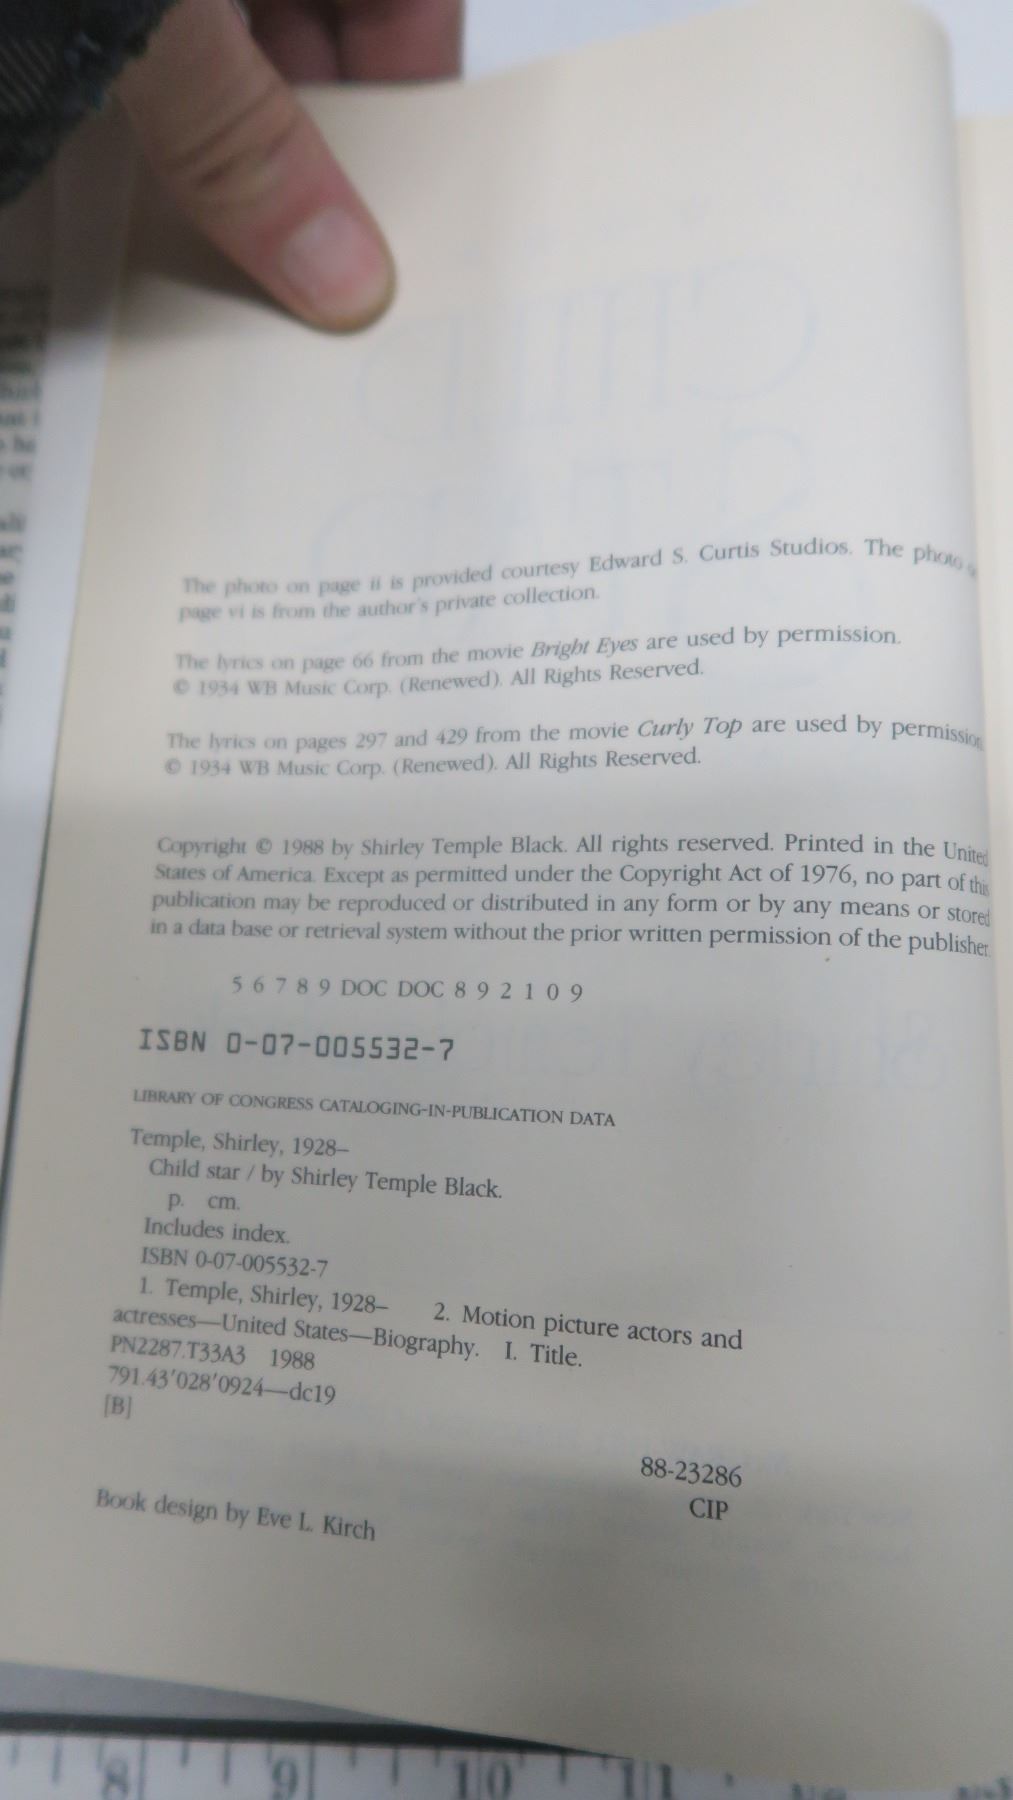 The photo on page ii is provided courtesy Edward S. Curtis Studios. The photo
page vi is from the author's private collection.
The lyrics on page 66 from the movie Bright Eyes are used by permission.
© 1934 WB Music Corp. (Renewed). All Rights Reserved.
The lyrics on pages 297 and 429 from the movie Curly Top are used by permission
© 1934 WB Music Corp. (Renewed). All Rights Reserved.
Copyright © 1988 by Shirley Temple Black. All rights reserved. Printed in the United
States of America. Except as permitted under the Copyright Act of 1976, no part of this
publication may be reproduced or distributed in any form or by any means or stored
in a data base or retrieval system without the prior written permission of the publisher.
5 6 7 8 9 DOC DOC 8 9 2 1 0 9
ISBN 0-07-005532-7
LIBRARY OF CONGRESS CATALOGING-IN-PUBLICATION DATA
Temple, Shirley, 1928–
Child star / by Shirley Temple Black.
p. cm.
Includes index.
ISBN 0-07-005532-7
1. Temple, Shirley, 1928– 2. Motion picture actors and
actresses—United States—Biography. I. Title.
PN2287.T33A3 1988
791.43'028'0924—dc19
[B]
88-23286
CIP
Book design by Eve L. Kirch
8 9 10 11